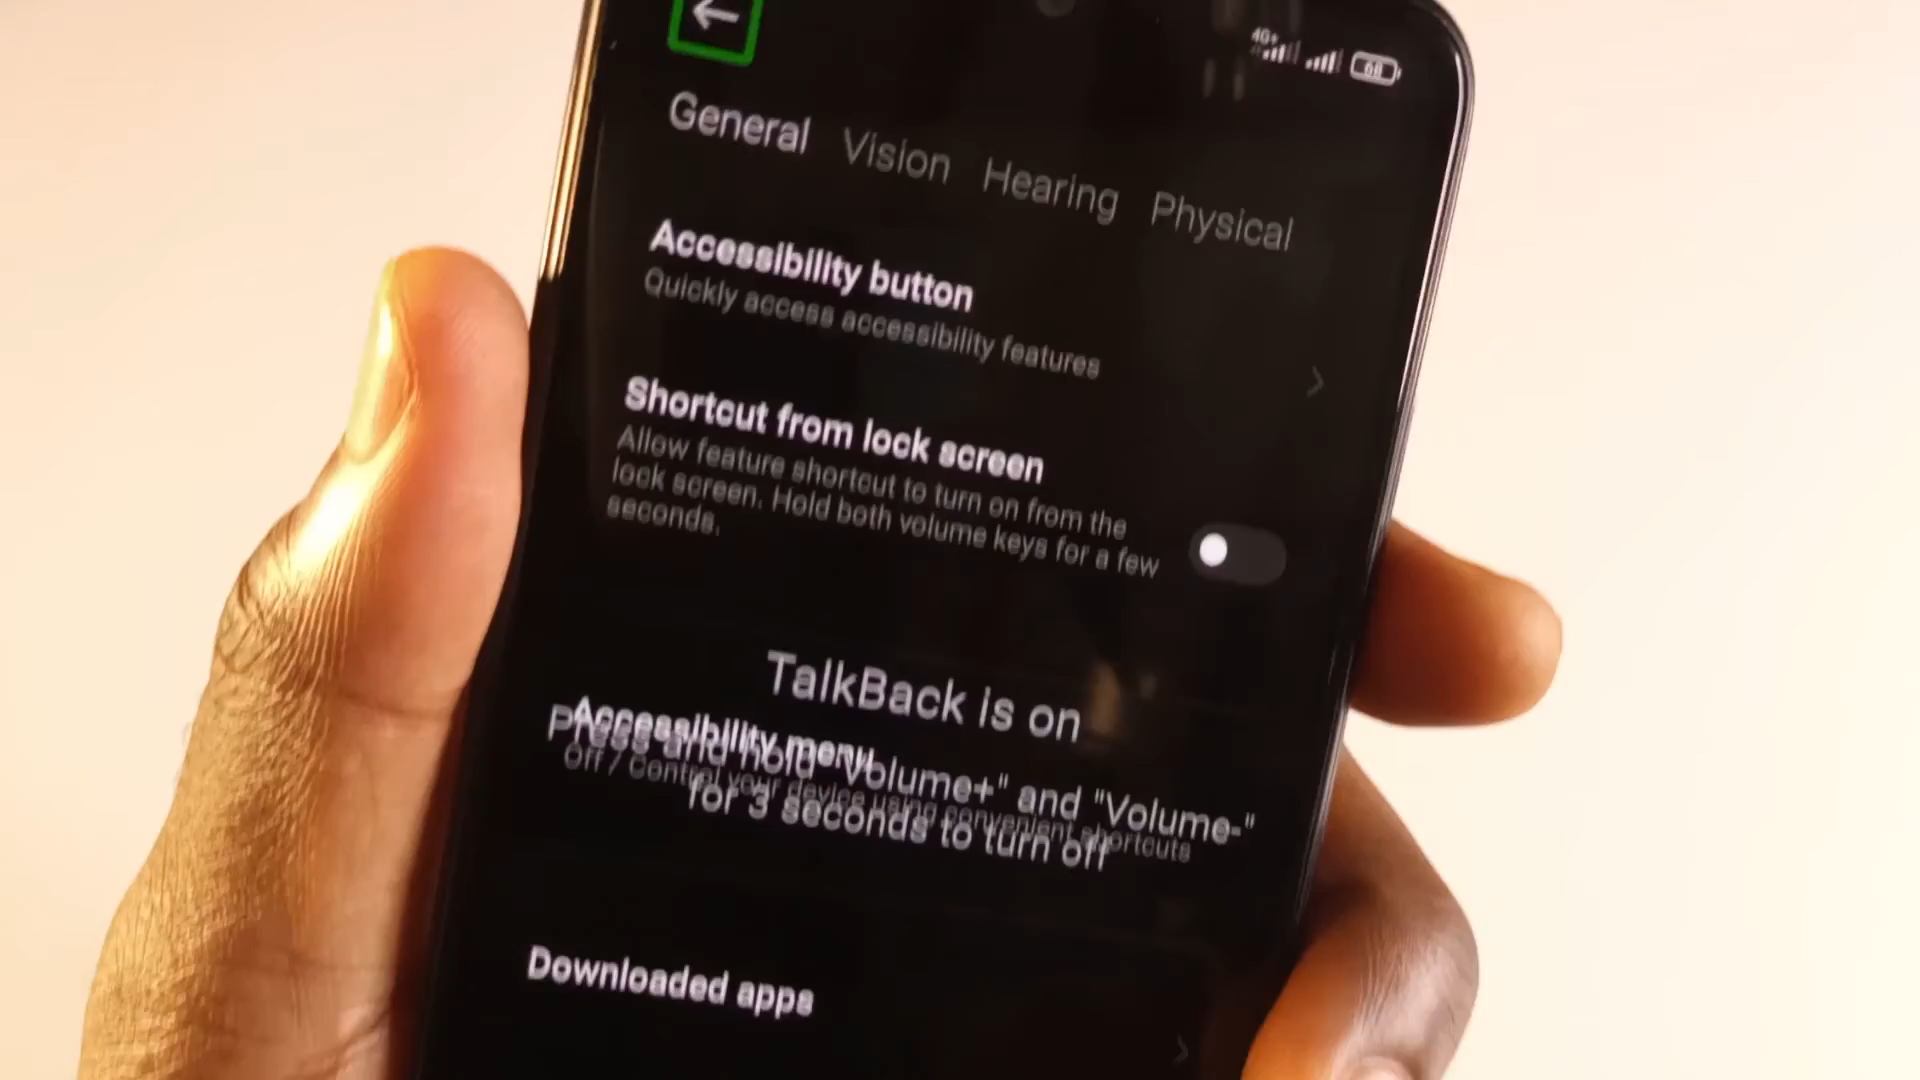 4G+
68
General Vision Hearing Physical
Accessibility button
Quickly access accessibility features
Shortcut from lock screen
Allow feature shortcut to turn on from the
lock screen. Hold both volume keys for a few
seconds.
TalkBack is on
Accessibility menu
Press and hold "Volume+" and "Volume-"
Off / Control your device using convenient shortcuts
for 3 seconds to turn off
Downloaded apps